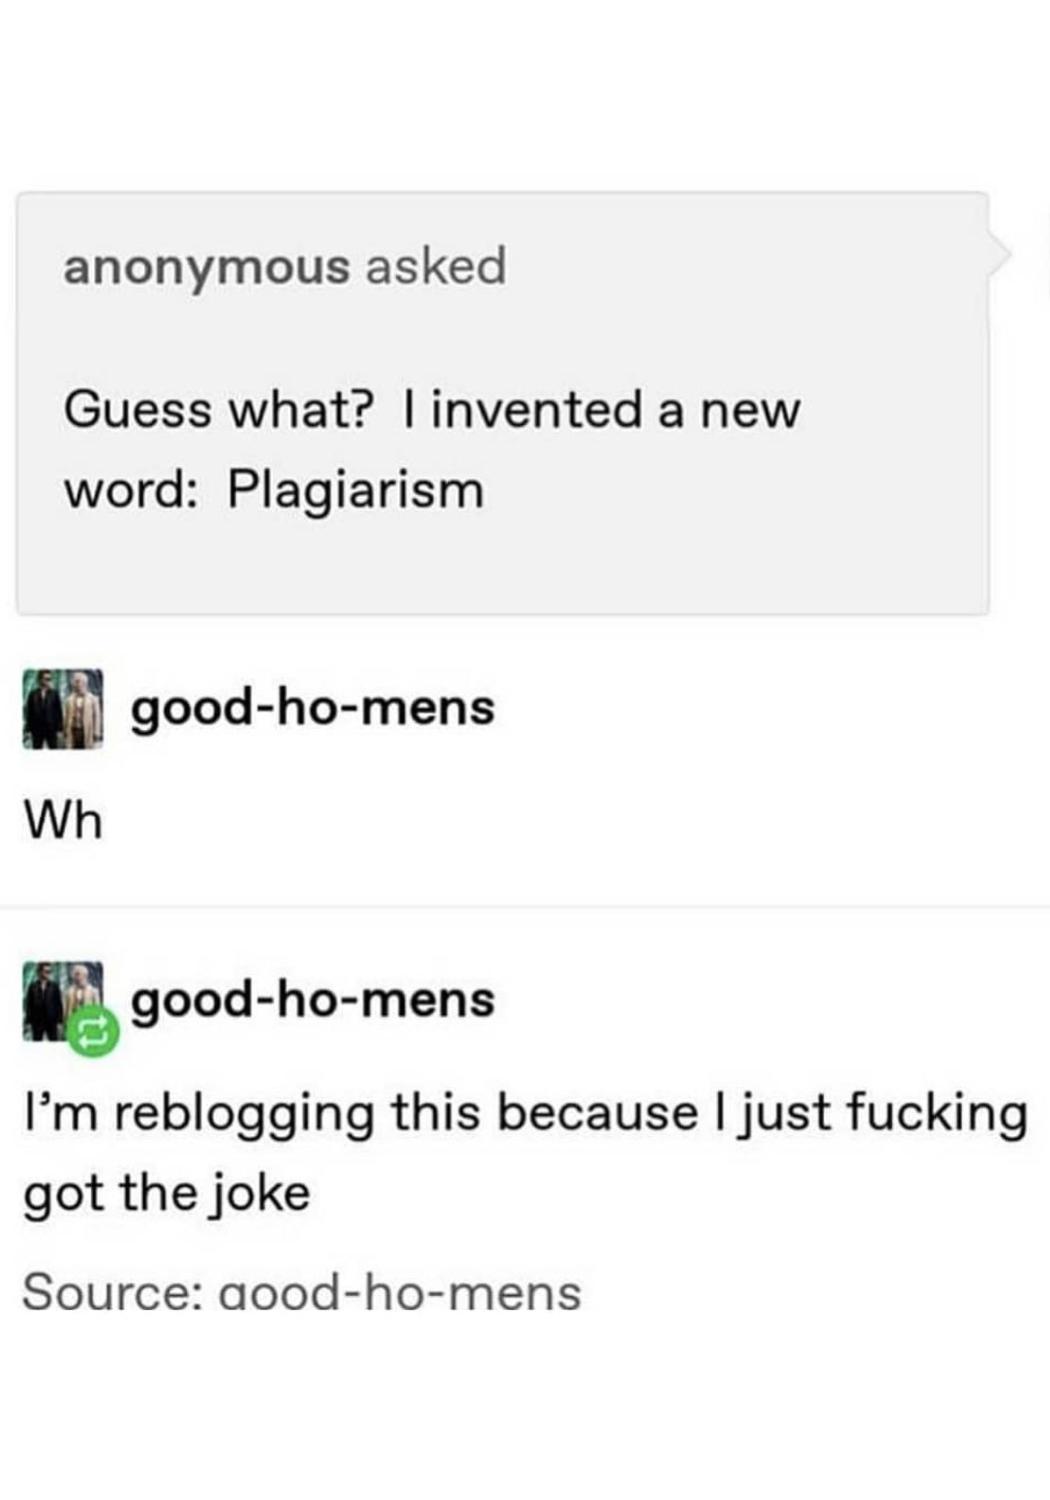 anonymous asked
Guess what?  I invented a new
word:  Plagiarism
good-ho-mens
Wh
good-ho-mens
I'm reblogging this because I just fucking
got the joke
Source: good-ho-mens